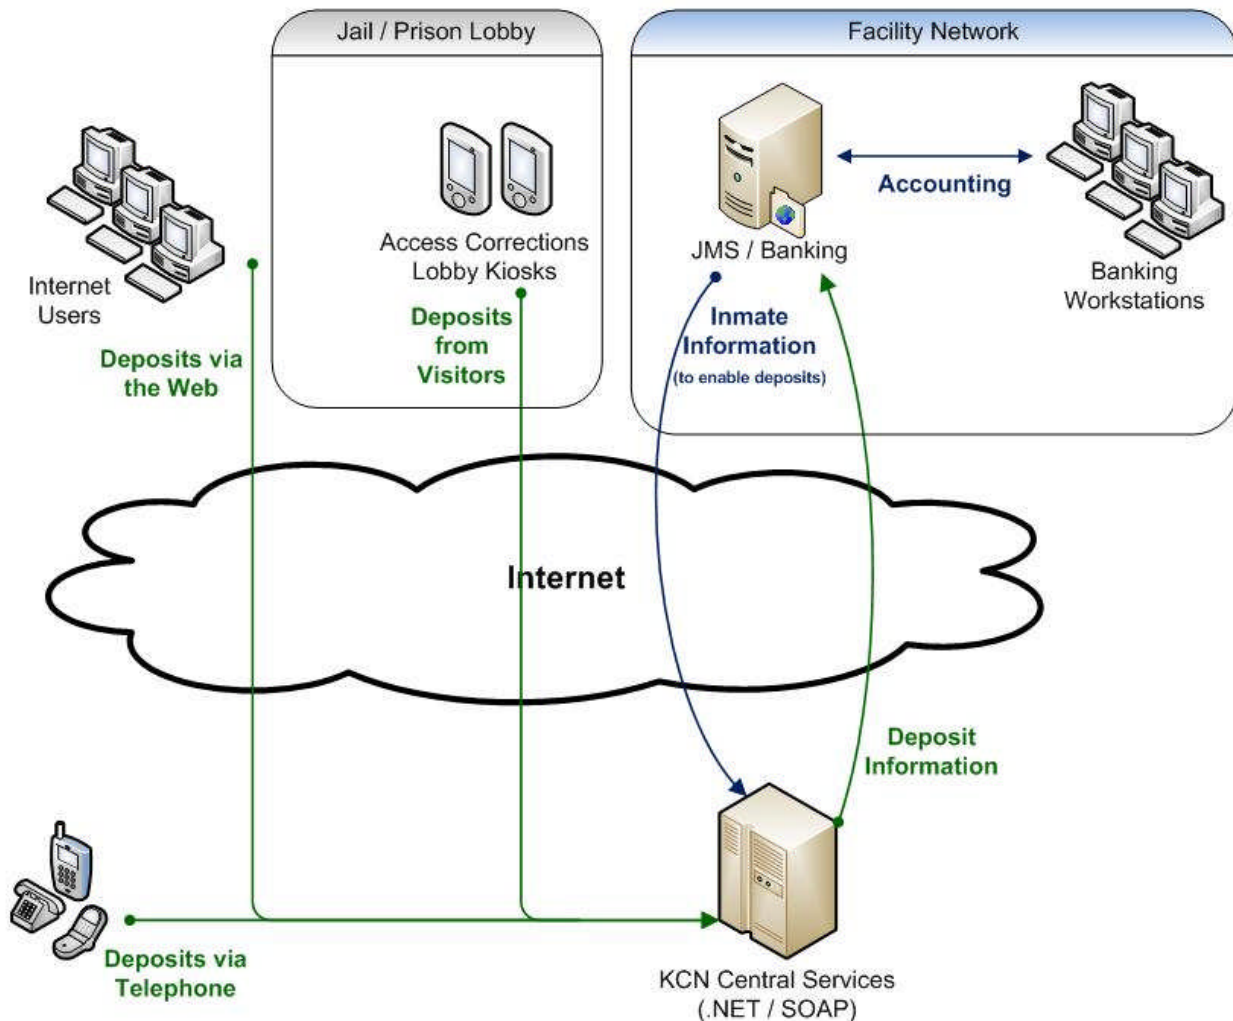 Jail / Prison Lobby
Facility Network
Internet
Users
Access Corrections
Lobby Kiosks
JMS / Banking
Accounting
Banking
Workstations
Deposits via
the Web
Deposits
from
Visitors
Inmate
Information
(to enable deposits)
Internet
Deposit
Information
Deposits via
Telephone
KCN Central Services
(.NET / SOAP)